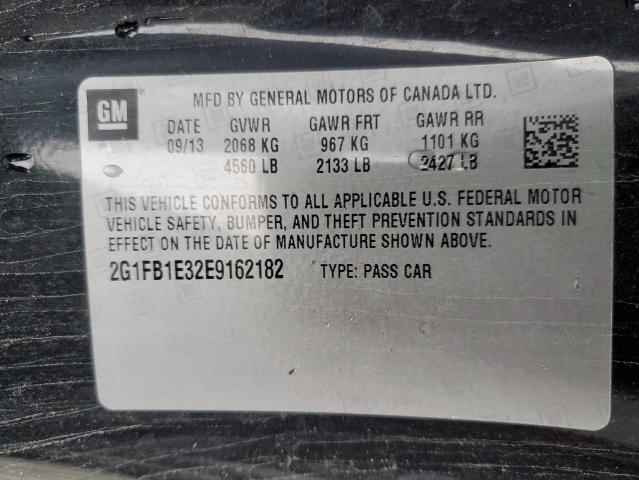 GM
MFD BY GENERAL MOTORS OF CANADA LTD.
DATE GVWR GAWR FRT GAWR RR
09/13 2068 KG 967 KG 1101 KG
4560 LB 2133 LB 2427 LB
THIS VEHICLE CONFORMS TO ALL APPLICABLE U.S. FEDERAL MOTOR
VEHICLE SAFETY, BUMPER, AND THEFT PREVENTION STANDARDS IN
EFFECT ON THE DATE OF MANUFACTURE SHOWN ABOVE.
2G1FB1E32E9162182 TYPE: PASS CAR